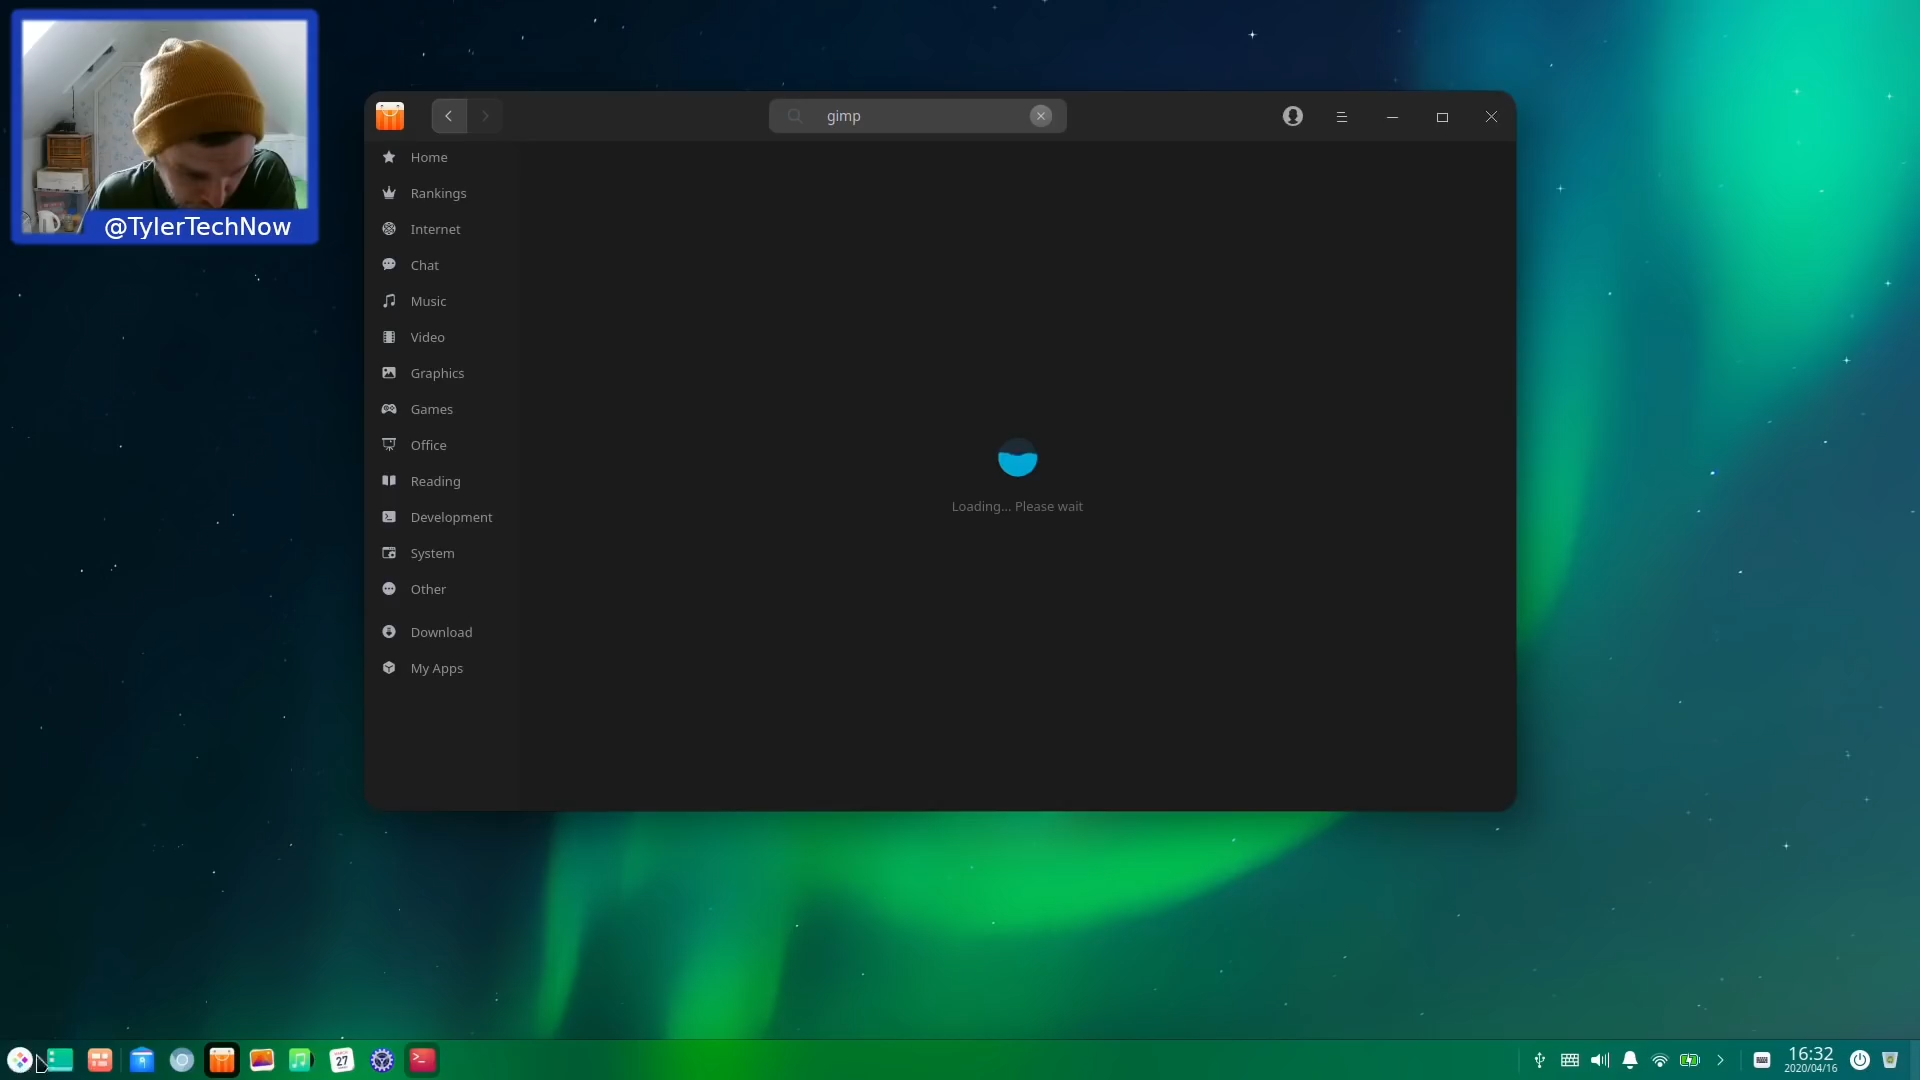 @TylerTechNow
gimp
Home
Rankings
Internet
Chat
Music
Video
Graphics
Games
Office
Reading
Development
System
Other
Download
My Apps
Loading... Please wait
27
16:32
2020/04/16